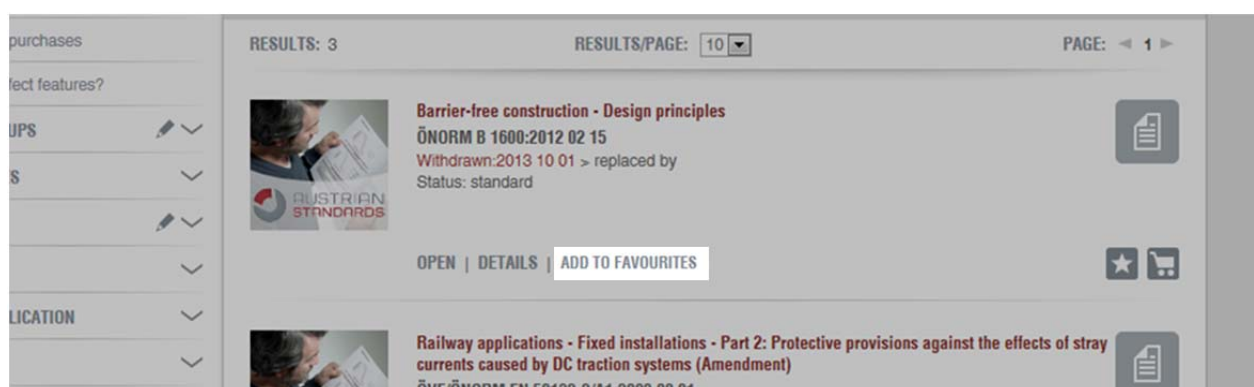 purchases
fect features?
UPS
S
LICATION
RESULTS: 3
RESULTS/PAGE: 10
PAGE: 1
Barrier-free construction - Design principles
ÖNORM B 1600:2012 02 15
Withdrawn:2013 10 01 > replaced by
Status: standard
AUSTRIAN
STANDARDS
OPEN | DETAILS | ADD TO FAVOURITES
Railway applications - Fixed installations - Part 2: Protective provisions against the effects of stray
currents caused by DC traction systems (Amendment)